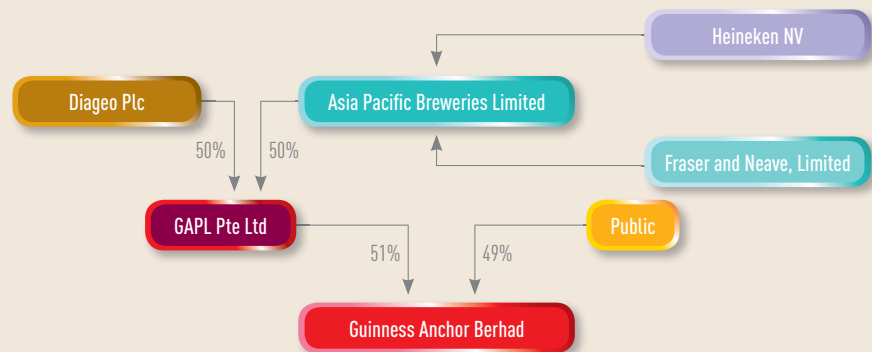 Heineken NV
Diageo Plc
Asia Pacific Breweries Limited
50%
50%
Fraser and Neave, Limited
GAPL Pte Ltd
Public
51%
49%
Guinness Anchor Berhad